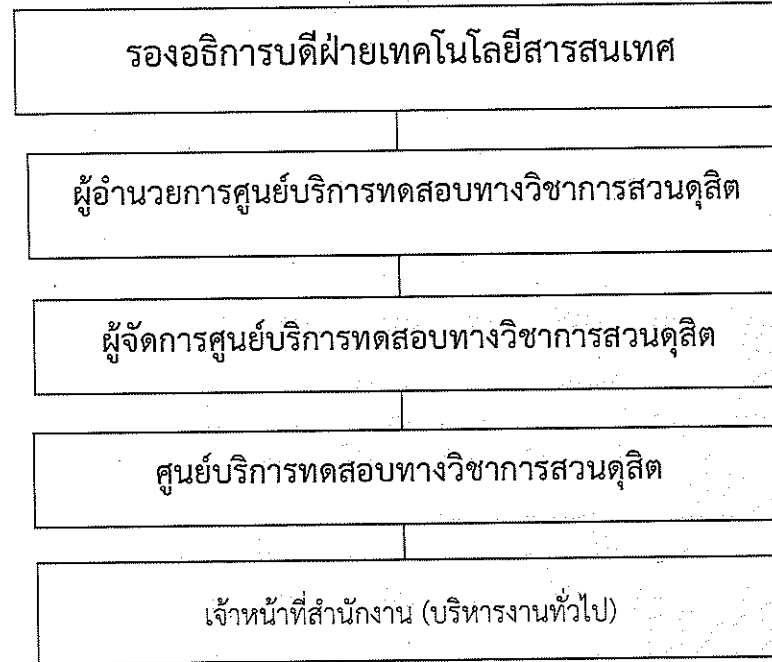 รองอธิการบดีฝ่ายเทคโนโลยีสารสนเทศ
ผู้อำนวยการศูนย์บริการทดสอบทางวิชาการสวนดุสิต
ผู้จัดการศูนย์บริการทดสอบทางวิชาการสวนดุสิต
ศูนย์บริการทดสอบทางวิชาการสวนดุสิต
เจ้าหน้าที่สำนักงาน (บริหารงานทั่วไป)